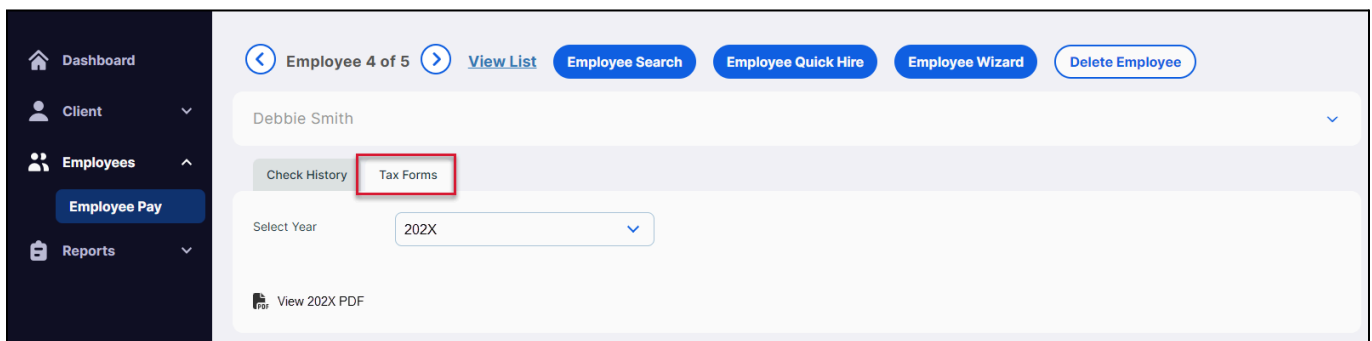 Dashboard
Client
Employees
Employee Pay
Reports
Employee 4 of 5 View List Employee Search Employee Quick Hire Employee Wizard Delete Employee
Debbie Smith
Check History Tax Forms
Select Year 202X
PDF View 202X PDF